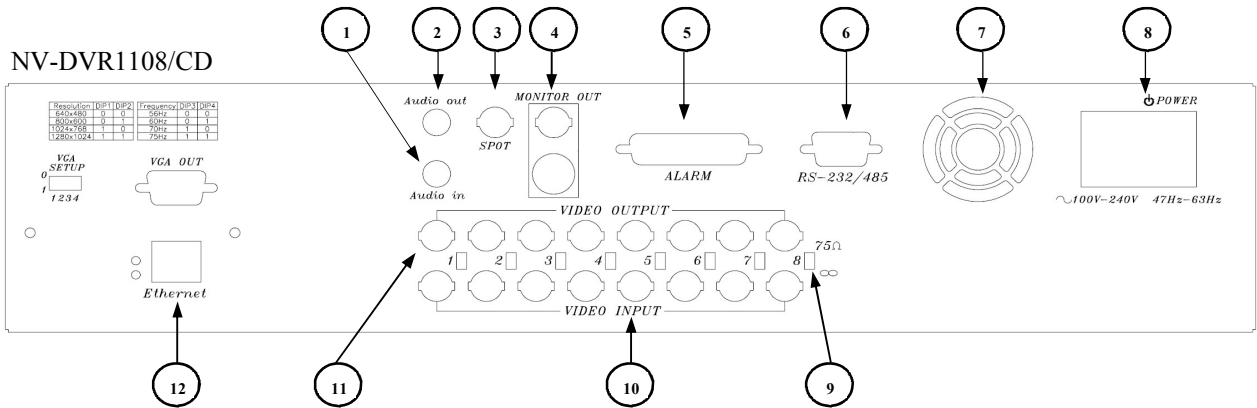 1 2 3 4 5 6 7 8
NV-DVR1108/CD
Resolution DIP1 DIP2 Frequency DIP3 DIP4
640x480 0 0 56Hz 0 0
800x600 0 1 60Hz 0 1
1024x768 1 0 70Hz 1 0
1280x1024 1 1 75Hz 1 1
VGA SETUP
0
1
1234
VGA OUT
Audio out
Audio in
SPOT
MONITOR OUT
ALARM
RS-232/485
POWER
~100V-240V 47Hz-63Hz
VIDEO OUTPUT
1 2 3 4 5 6 7 8
75Ω
∞
VIDEO INPUT
Ethernet
12 11 10 9